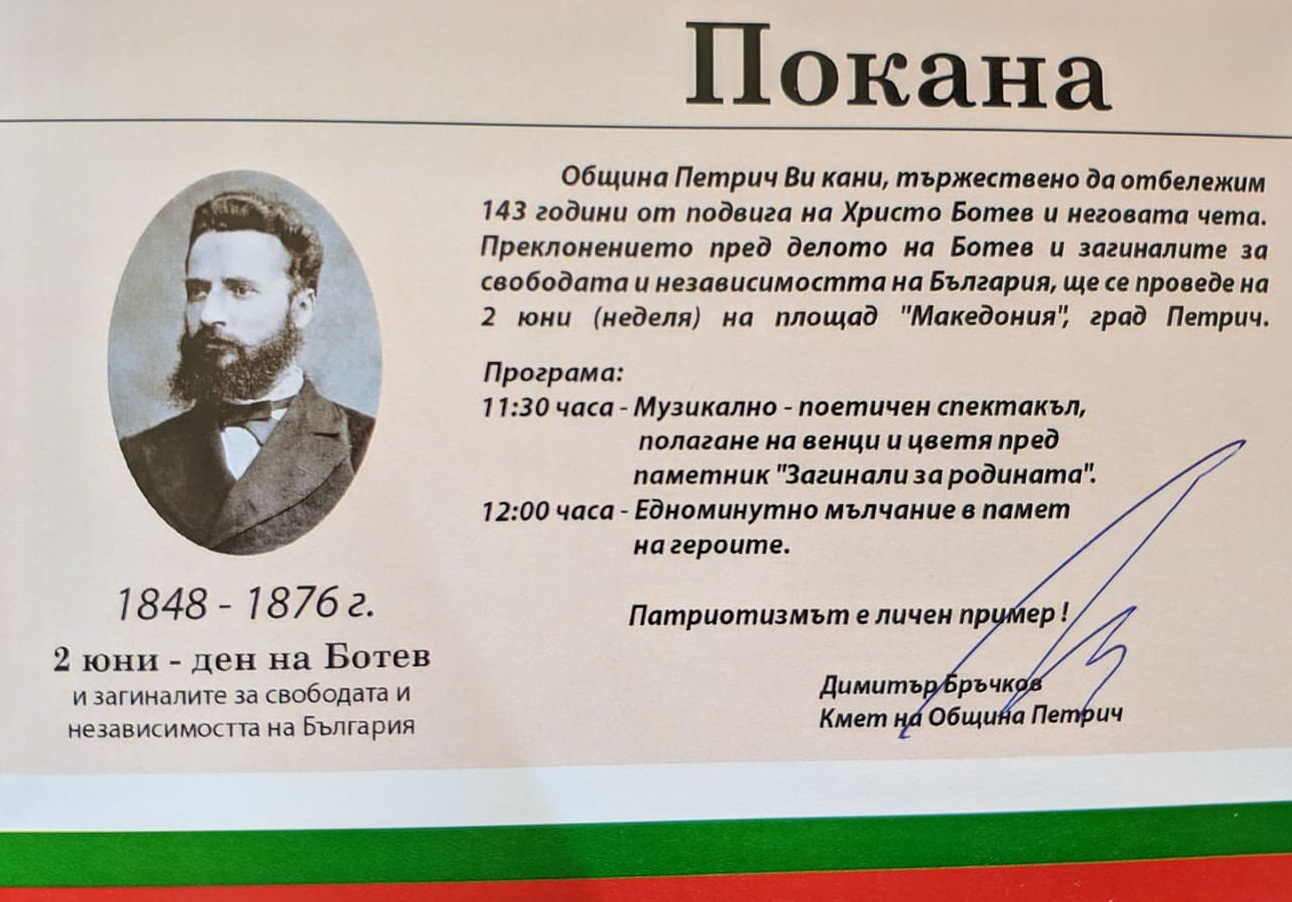 Покана
Община Петрич Ви кани, тържествено да отбележим
143 години от подвига на Христо Ботев и неговата чета.
Преклонението пред делото на Ботев и загиналите за
свободата и независимостта на България, ще се проведе на
2 юни (неделя) на площад "Македония", град Петрич.
Програма:
11:30 часа - Музикално - поетичен спектакъл,
полагане на венци и цветя пред
паметник "Загинали за родината".
12:00 часа - Едноминутно мълчание в памет
на героите.
Патриотизмът е личен пример !
Димитър Бръчков
Кмет на Община Петрич
1848 - 1876 г.
2 юни - ден на Ботев
и загиналите за свободата и
независимостта на България